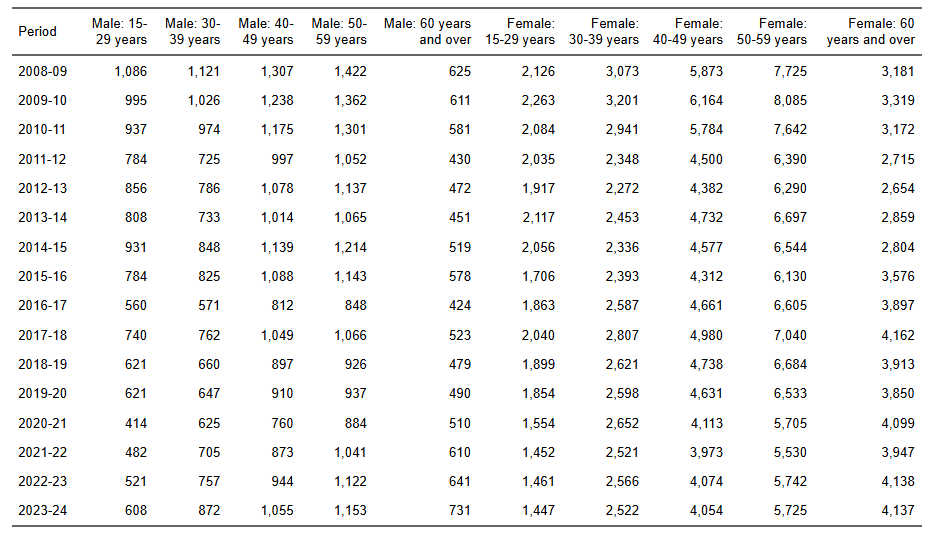 Period Male: 15-29 years Male: 30-39 years Male: 40-49 years Male: 50-59 years Male: 60 years and over Female: 15-29 years Female: 30-39 years Female: 40-49 years Female: 50-59 years Female: 60 years and over
2008-09 1,086 1,121 1,307 1,422 625 2,126 3,073 5,873 7,725 3,181
2009-10 995 1,026 1,238 1,362 611 2,263 3,201 6,164 8,085 3,319
2010-11 937 974 1,175 1,301 581 2,084 2,941 5,784 7,642 3,172
2011-12 784 725 997 1,052 430 2,035 2,348 4,500 6,390 2,715
2012-13 856 786 1,078 1,137 472 1,917 2,272 4,382 6,290 2,654
2013-14 808 733 1,014 1,065 451 2,117 2,453 4,732 6,697 2,859
2014-15 931 848 1,139 1,214 519 2,056 2,336 4,577 6,544 2,804
2015-16 784 825 1,088 1,143 578 1,706 2,393 4,312 6,130 3,576
2016-17 560 571 812 848 424 1,863 2,587 4,661 6,605 3,897
2017-18 740 762 1,049 1,066 523 2,040 2,807 4,980 7,040 4,162
2018-19 621 660 897 926 479 1,899 2,621 4,738 6,684 3,913
2019-20 621 647 910 937 490 1,854 2,598 4,631 6,533 3,850
2020-21 414 625 760 884 510 1,554 2,652 4,113 5,705 4,099
2021-22 482 705 873 1,041 610 1,452 2,521 3,973 5,530 3,947
2022-23 521 757 944 1,122 641 1,461 2,566 4,074 5,742 4,138
2023-24 608 872 1,055 1,153 731 1,447 2,522 4,054 5,725 4,137